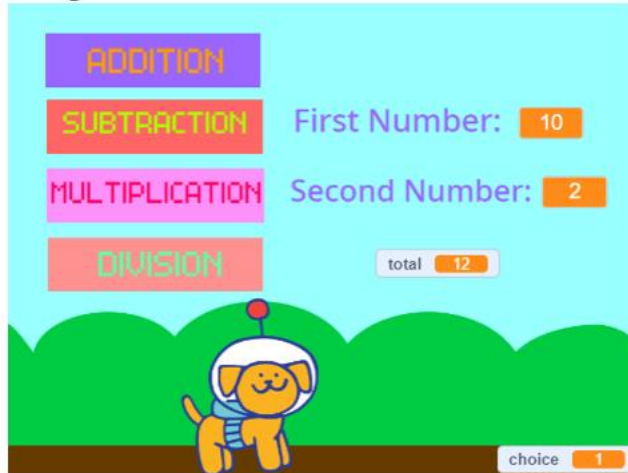 ADDITION
SUBTRACTION
First Number: 10
MULTIPLICATION
Second Number: 2
DIVISION
total 12
choice 1